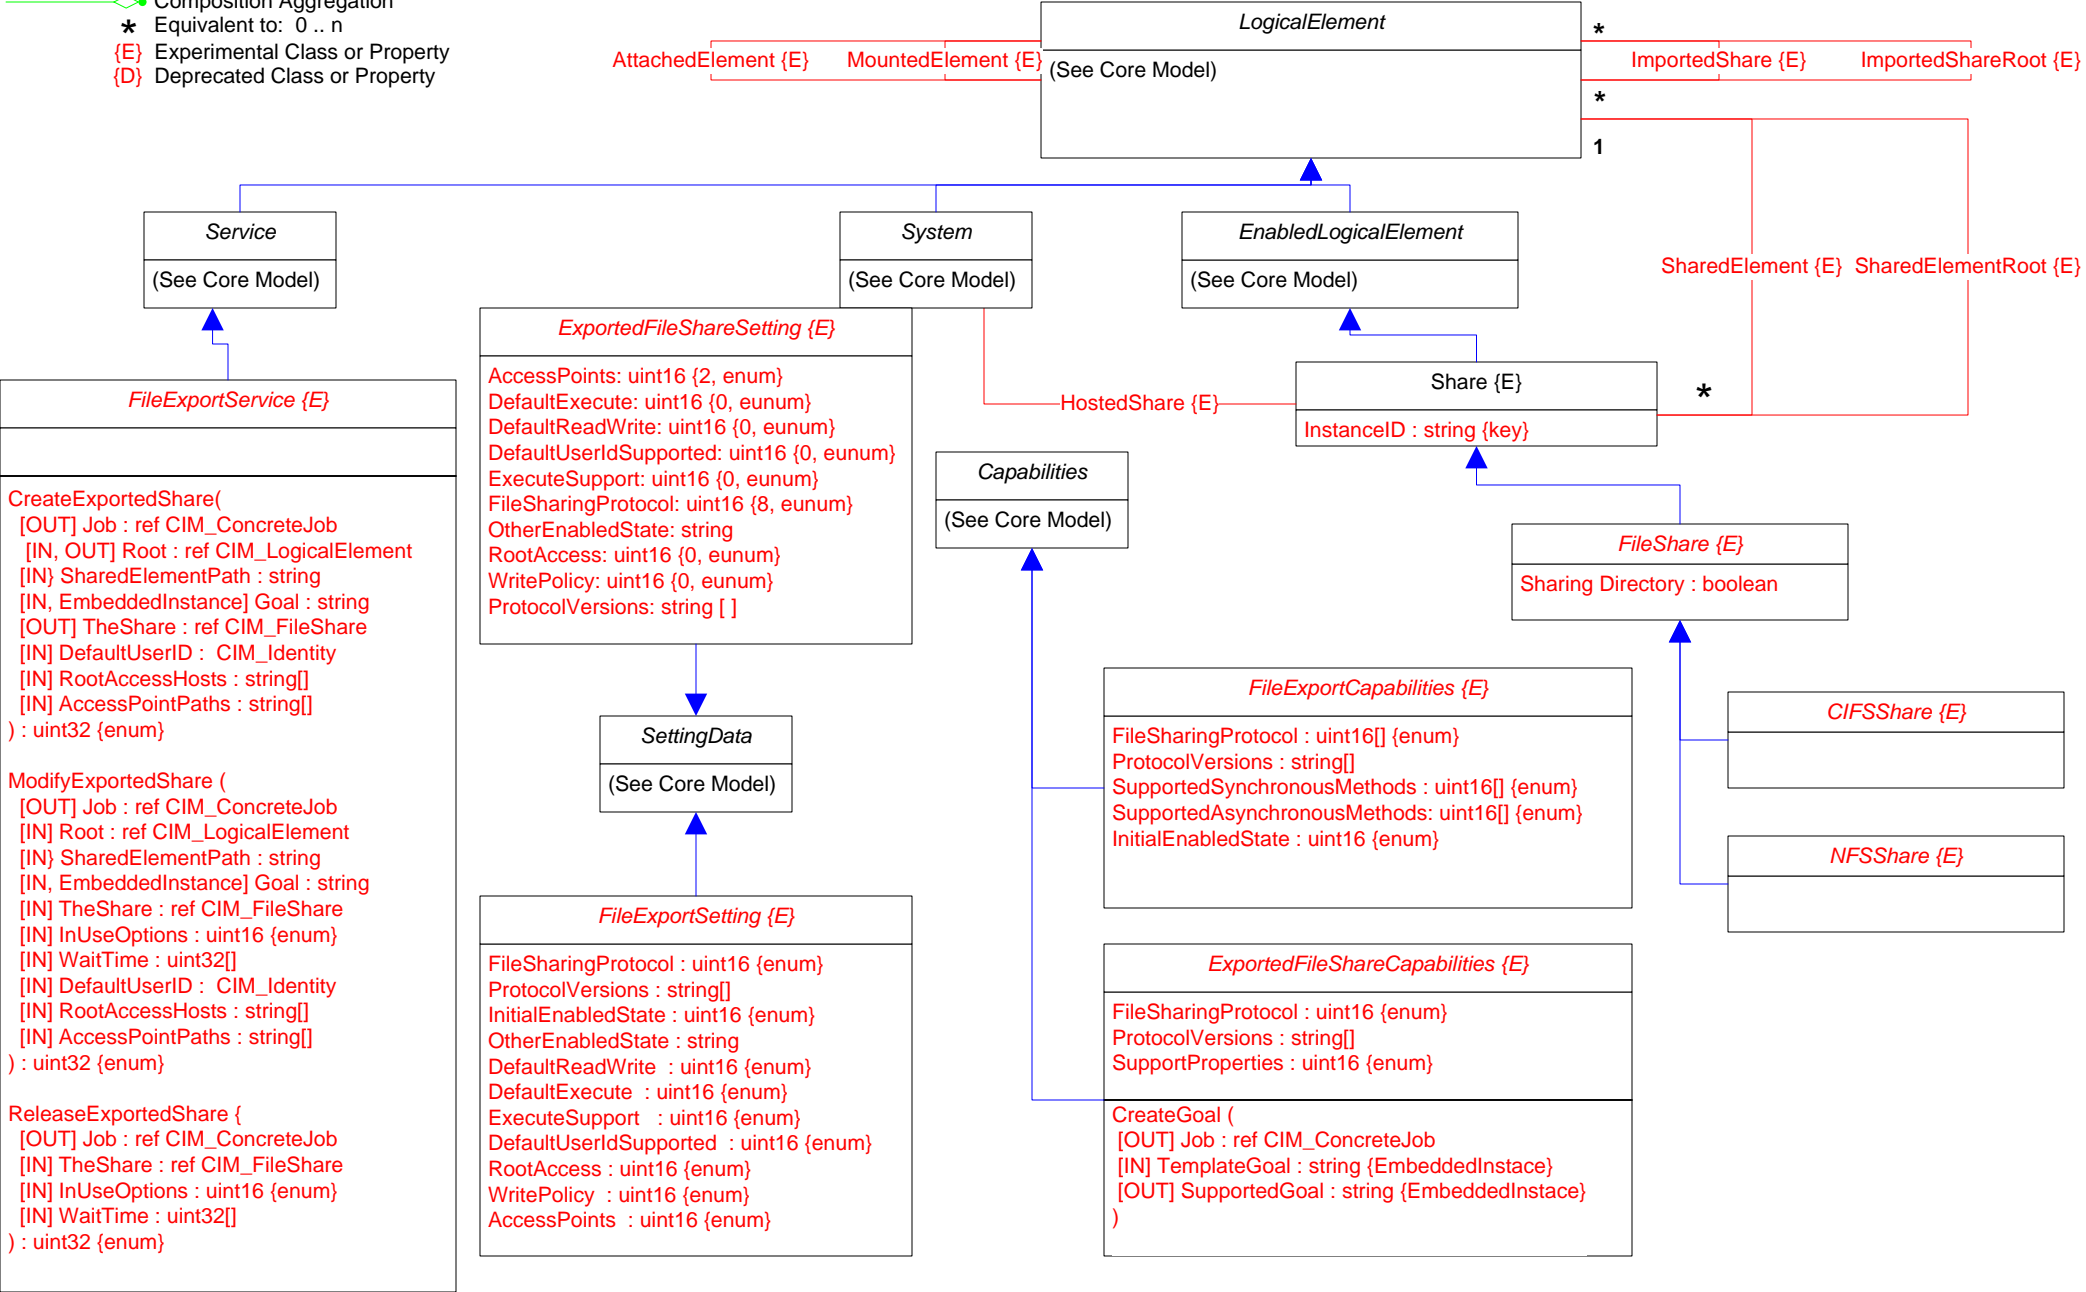 Composition Aggregation
* Equivalent to: 0 .. n
{E} Experimental Class or Property
{D} Deprecated Class or Property
LogicalElement
(See Core Model)
AttachedElement {E}
MountedElement {E}
*
ImportedShare {E}
ImportedShareRoot {E}
*
1
SharedElement {E}
SharedElementRoot {E}
*
Service
(See Core Model)
System
(See Core Model)
EnabledLogicalElement
(See Core Model)
HostedShare {E}
Share {E}
InstanceID : string {key}
FileExportService {E}
CreateExportedShare(
[OUT] Job : ref CIM_ConcreteJob
[IN, OUT] Root : ref CIM_LogicalElement
[IN} SharedElementPath : string
[IN, EmbeddedInstance] Goal : string
[OUT] TheShare : ref CIM_FileShare
[IN] DefaultUserID :  CIM_Identity
[IN] RootAccessHosts : string[]
[IN] AccessPointPaths : string[]
) : uint32 {enum}
ModifyExportedShare (
[OUT] Job : ref CIM_ConcreteJob
[IN] Root : ref CIM_LogicalElement
[IN} SharedElementPath : string
[IN, EmbeddedInstance] Goal : string
[IN] TheShare : ref CIM_FileShare
[IN] InUseOptions : uint16 {enum}
[IN] WaitTime : uint32[]
[IN] DefaultUserID :  CIM_Identity
[IN] RootAccessHosts : string[]
[IN] AccessPointPaths : string[]
) : uint32 {enum}
ReleaseExportedShare {
[OUT] Job : ref CIM_ConcreteJob
[IN] TheShare : ref CIM_FileShare
[IN] InUseOptions : uint16 {enum}
[IN] WaitTime : uint32[]
) : uint32 {enum}
ExportedFileShareSetting {E}
AccessPoints: uint16 {2, enum}
DefaultExecute: uint16 {0, eunum}
DefaultReadWrite: uint16 {0, eunum}
DefaultUserIdSupported: uint16 {0, eunum}
ExecuteSupport: uint16 {0, eunum}
FileSharingProtocol: uint16 {8, eunum}
OtherEnabledState: string
RootAccess: uint16 {0, eunum}
WritePolicy: uint16 {0, eunum}
ProtocolVersions: string [ ]
SettingData
(See Core Model)
FileExportSetting {E}
FileSharingProtocol : uint16 {enum}
ProtocolVersions : string[]
InitialEnabledState : uint16 {enum}
OtherEnabledState : string
DefaultReadWrite  : uint16 {enum}
DefaultExecute  : uint16 {enum}
ExecuteSupport   : uint16 {enum}
DefaultUserIdSupported  : uint16 {enum}
RootAccess : uint16 {enum}
WritePolicy  : uint16 {enum}
AccessPoints  : uint16 {enum}
Capabilities
(See Core Model)
FileExportCapabilities {E}
FileSharingProtocol : uint16[] {enum}
ProtocolVersions : string[]
SupportedSynchronousMethods : uint16[] {enum}
SupportedAsynchronousMethods: uint16[] {enum}
InitialEnabledState : uint16 {enum}
ExportedFileShareCapabilities {E}
FileSharingProtocol : uint16 {enum}
ProtocolVersions : string[]
SupportProperties : uint16 {enum}
CreateGoal (
[OUT] Job : ref CIM_ConcreteJob
[IN] TemplateGoal : string {EmbeddedInstace}
[OUT] SupportedGoal : string {EmbeddedInstace}
)
FileShare {E}
Sharing Directory : boolean
CIFSShare {E}
NFSShare {E}